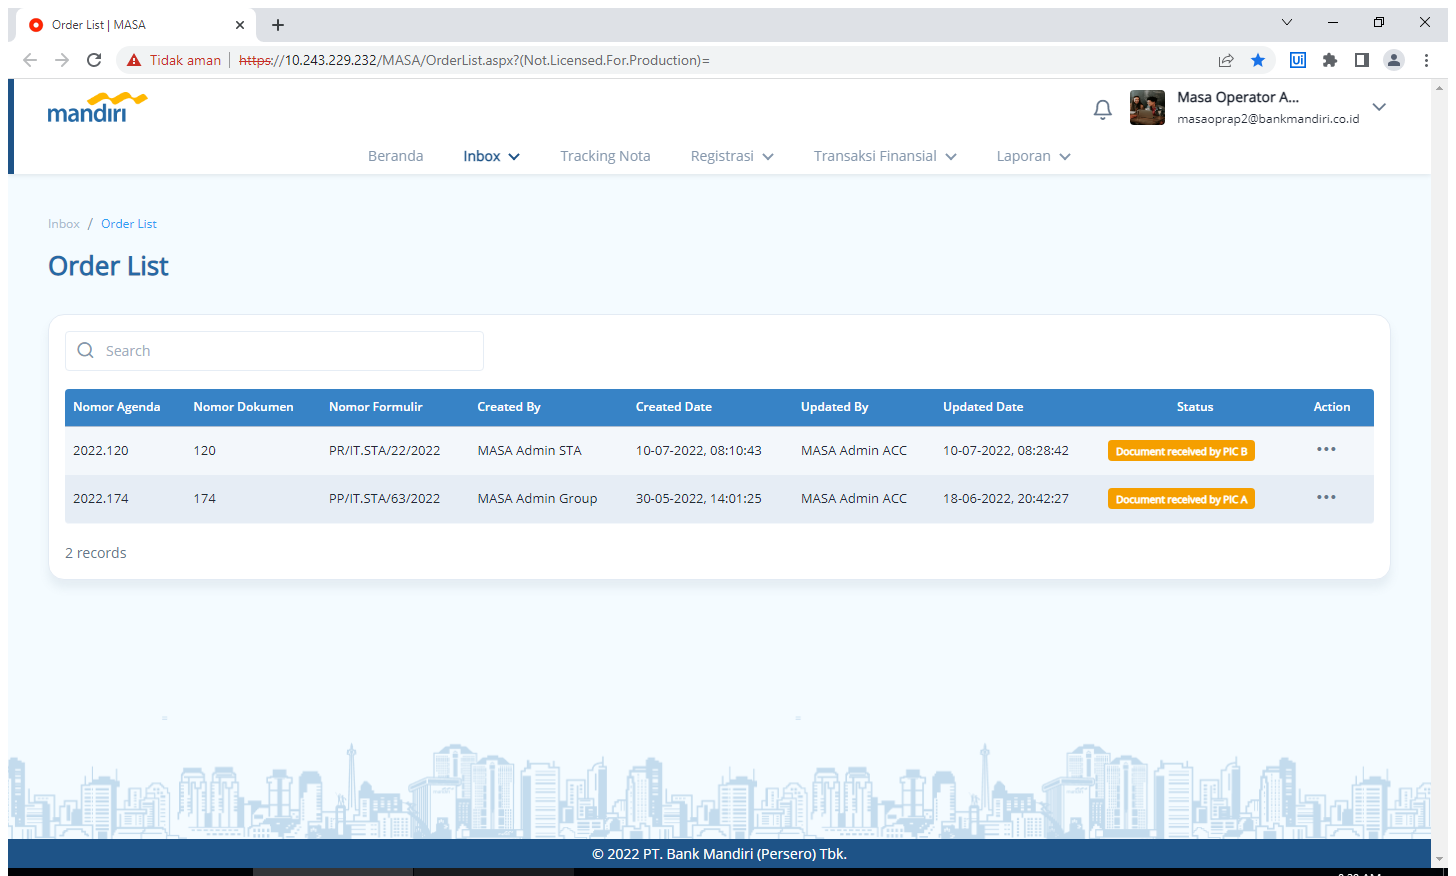 Order List | MASA
Tidak aman | https://10.243.229.232/MASA/OrderList.aspx?(Not.Licensed.For.Production)=
Ui
mandiri
Masa Operator A...
masaoprap2@bankmandiri.co.id
Beranda Inbox Tracking Nota Registrasi Transaksi Finansial Laporan
Inbox / Order List
Order List
Search
Nomor Agenda Nomor Dokumen Nomor Formulir Created By Created Date Updated By Updated Date Status Action
2022.120 120 PR/IT.STA/22/2022 MASA Admin STA 10-07-2022, 08:10:43 MASA Admin ACC 10-07-2022, 08:28:42 Document received by PIC B
2022.174 174 PP/IT.STA/63/2022 MASA Admin Group 30-05-2022, 14:01:25 MASA Admin ACC 18-06-2022, 20:42:27 Document received by PIC A
2 records
© 2022 PT. Bank Mandiri (Persero) Tbk.